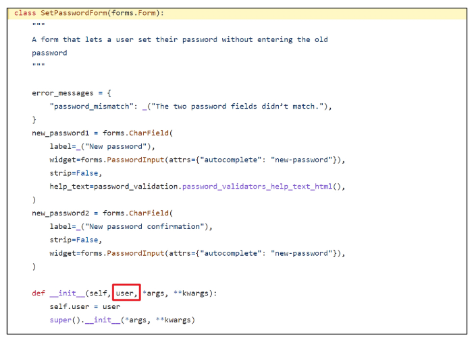 class SetPasswordForm(forms.Form):
    """
    A form that lets a user set their password without entering the old
    password
    """
    error_messages = {
        "password_mismatch": _("The two password fields didn't match."),
    }
    new_password1 = forms.CharField(
        label=_("New password"),
        widget=forms.PasswordInput(attrs={"autocomplete": "new-password"}),
        strip=False,
        help_text=password_validation.password_validators_help_text_html(),
    )
    new_password2 = forms.CharField(
        label=_("New password confirmation"),
        strip=False,
        widget=forms.PasswordInput(attrs={"autocomplete": "new-password"}),
    )
    def __init__(self, user, *args, **kwargs):
        self.user = user
        super().__init__(*args, **kwargs)